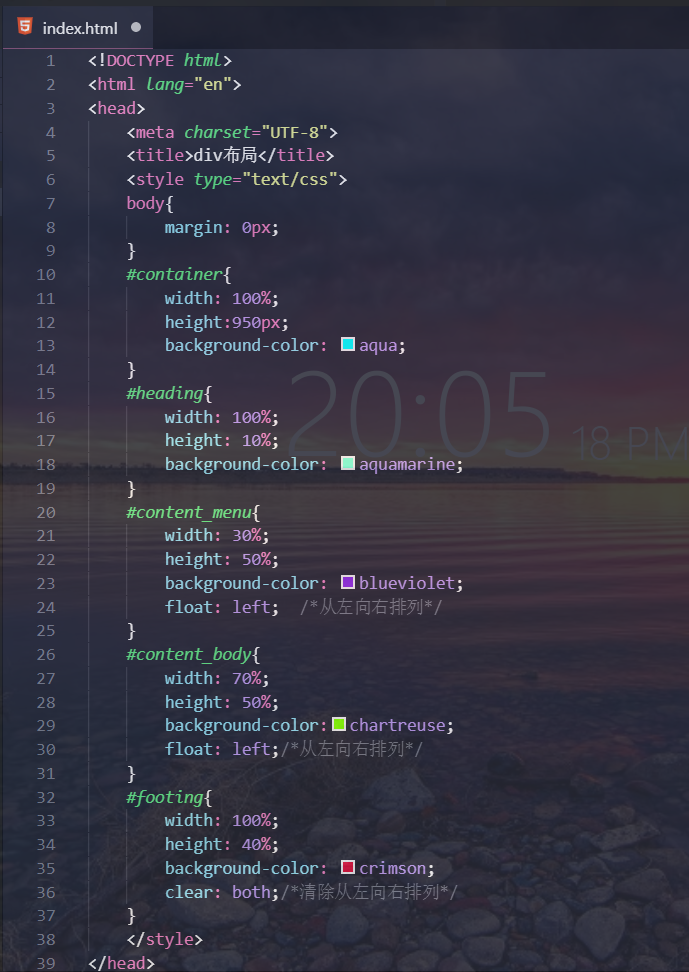 index.html
1 <!DOCTYPE html>
2 <html lang="en">
3 <head>
4 <meta charset="UTF-8">
5 <title>div布局</title>
6 <style type="text/css">
7 body{
8 margin: 0px;
9 }
10 #container{
11 width: 100%;
12 height:950px;
13 background-color: aqua;
14 }
15 #heading{
16 width: 100%;
17 height: 10%;
18 background-color: aquamarine;
19 }
20 #content_menu{
21 width: 30%;
22 height: 50%;
23 background-color: blueviolet;
24 float: left; /*从左向右排列*/
25 }
26 #content_body{
27 width: 70%;
28 height: 50%;
29 background-color: chartreuse;
30 float: left;/*从左向右排列*/
31 }
32 #footing{
33 width: 100%;
34 height: 40%;
35 background-color: crimson;
36 clear: both;/*清除从左向右排列*/
37 }
38 </style>
39 </head>
20:05
18 PM